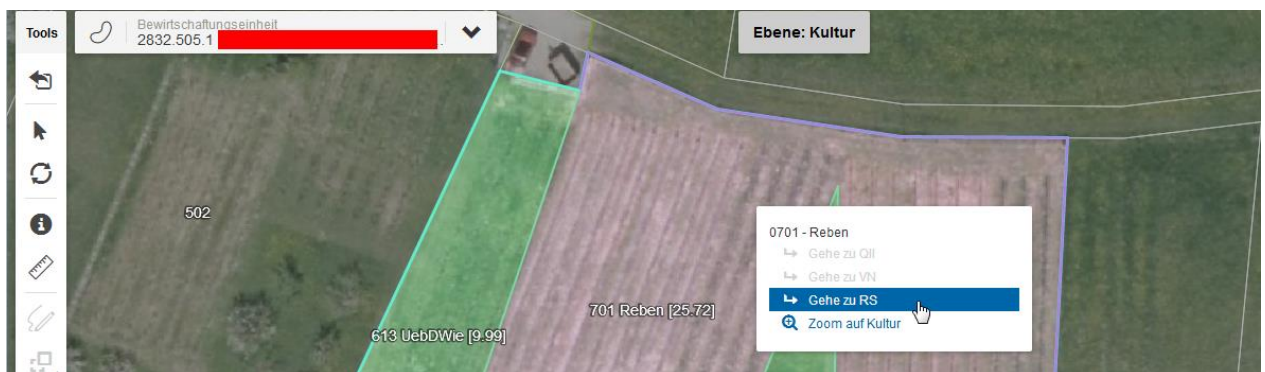 Tools
Bewirtschaftungseinheit
2832.505.1
Ebene: Kultur
502
0701 - Reben
Gehe zu QII
Gehe zu VN
Gehe zu RS
Zoom auf Kultur
701 Reben [25.72]
613 UebDWie [9.99]